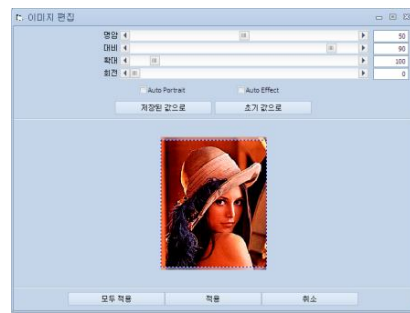 이미지 편집
명암 50
대비 90
확대 100
회전 0
Auto Portrait Auto Effect
저장된 값으로 초기 값으로
모두 적용 적용 취소